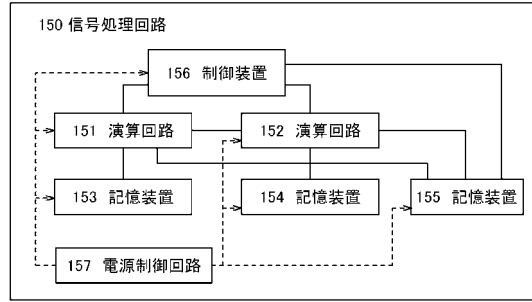 150 信号処理回路
156 制御装置
151 演算回路
152 演算回路
153 記憶装置
154 記憶装置
155 記憶装置
157 電源制御回路